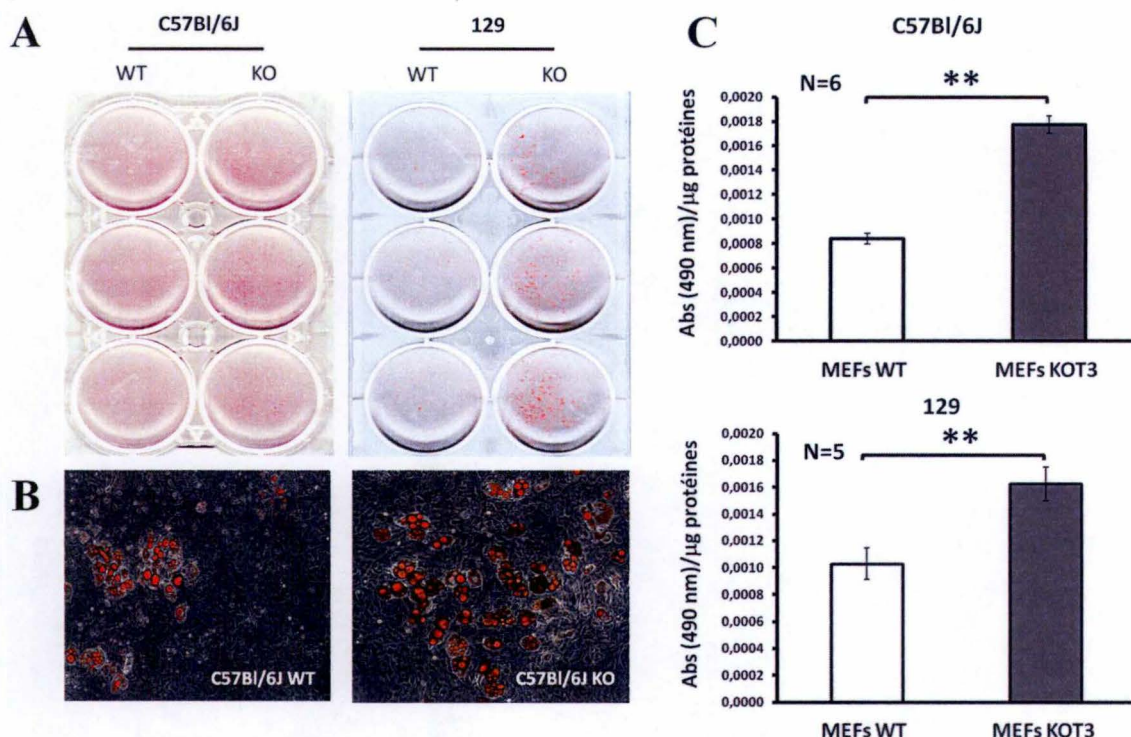 A
C57Bl/6J
129
WT KO
WT KO
B
C57Bl/6J WT
C57Bl/6J KO
C
C57Bl/6J
N=6
**
Abs (490 nm)/µg protéines
0,0020
0,0018
0,0016
0,0014
0,0012
0,0010
0,0008
0,0006
0,0004
0,0002
0,0000
MEFs WT MEFs KOT3
129
N=5
**
Abs (490 nm)/µg protéines
0,0020
0,0018
0,0016
0,0014
0,0012
0,0010
0,0008
0,0006
0,0004
0,0002
0,0000
MEFs WT MEFs KOT3